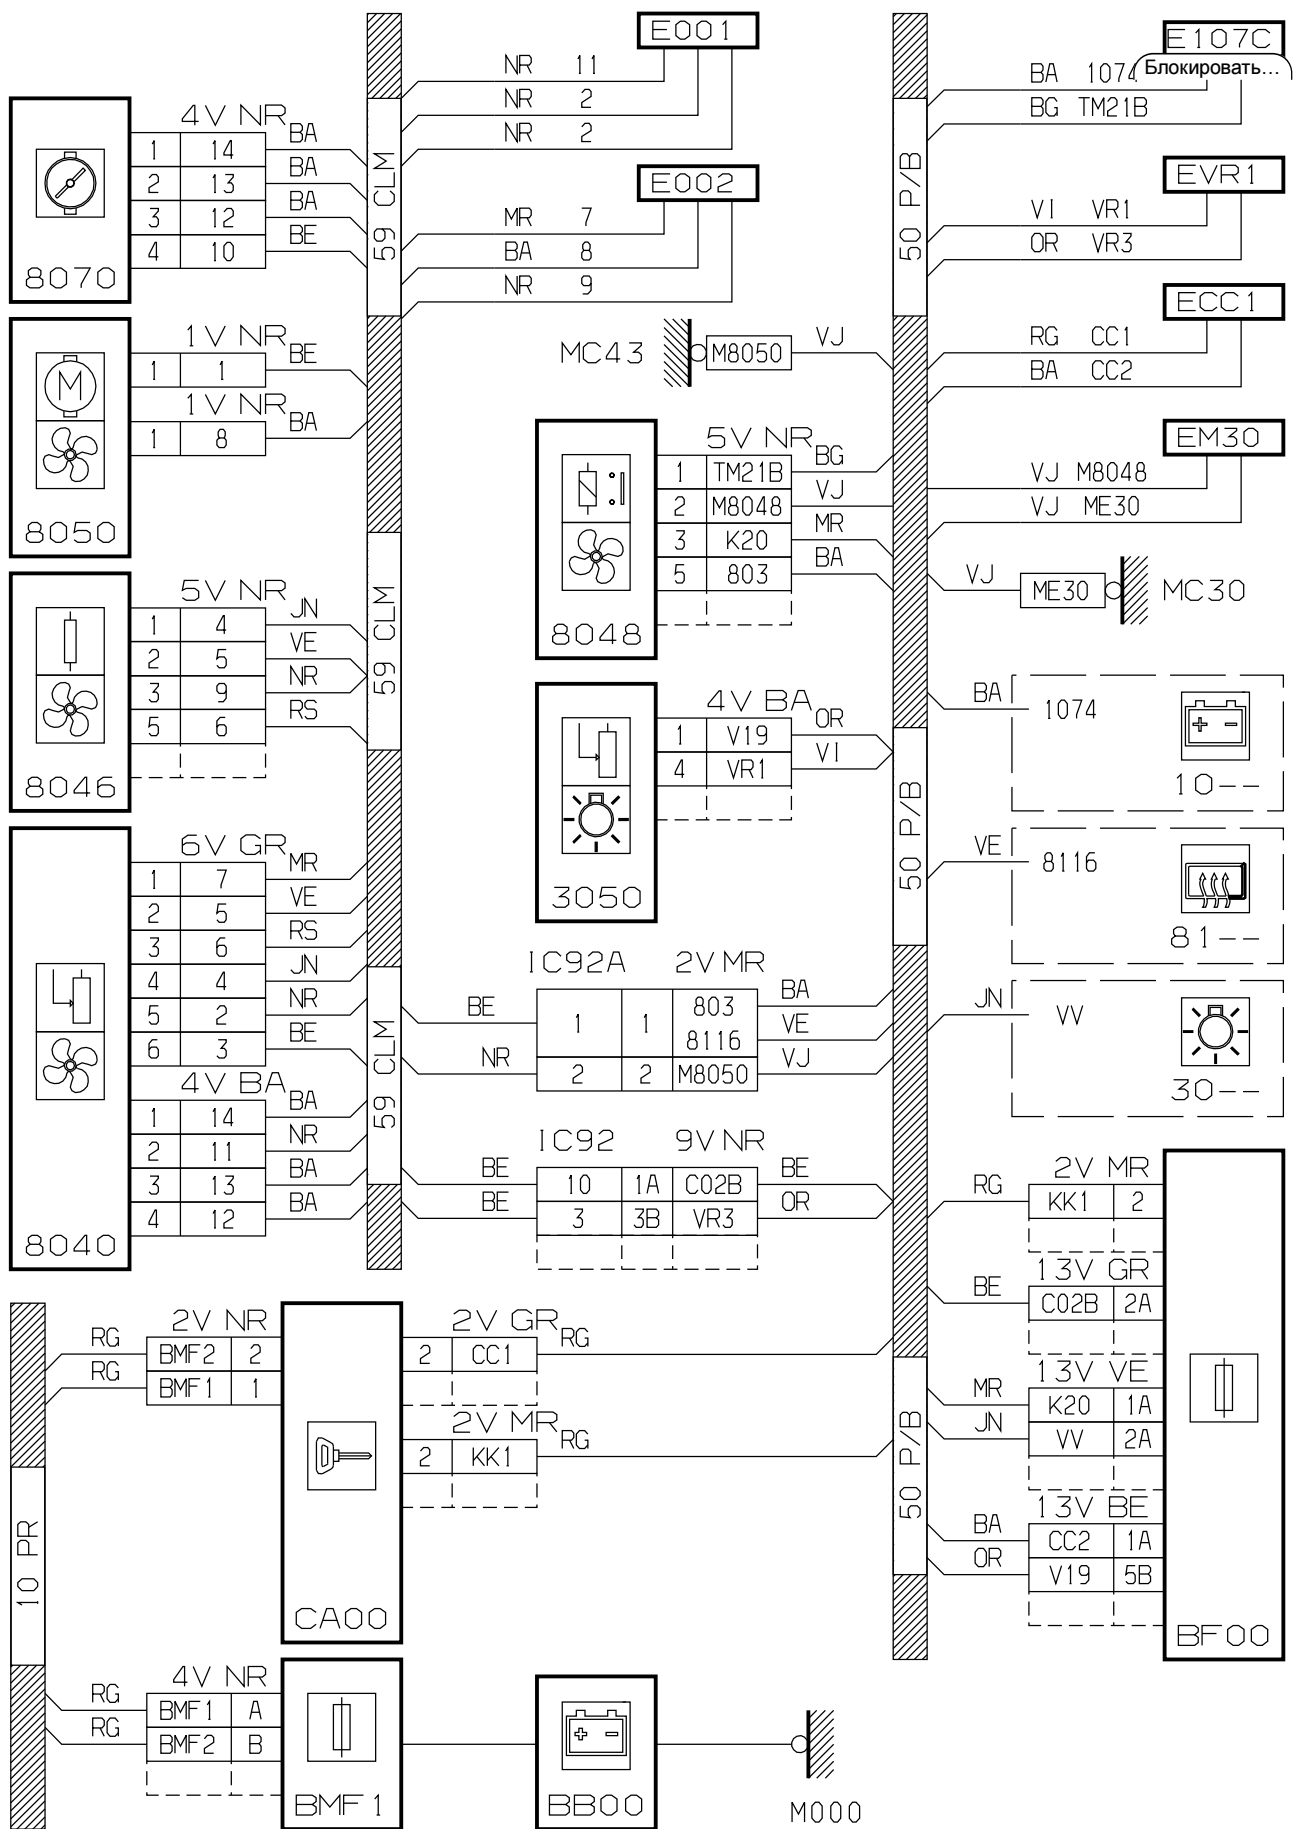 E001
NR 11
NR 2
NR 2
E107C
Блокировать...
BA 107
BG TM21B
4V NR
1 14 BA
2 13 BA
3 12 BA
4 10 BE
8070
59 CLM
E002
MR 7
BA 8
NR 9
50 P/B
EVR1
VI VR1
OR VR3
1V NR
1 1 BE
1V NR
1 8 BA
M
8050
MC43
M8050
VJ
ECC1
RG CC1
BA CC2
5V NR
1 TM21B BG
2 M8048 VJ
3 K20 MR
5 803 BA
8048
EM30
VJ M8048
VJ ME30
VJ
ME30
MC30
5V NR
1 4 JN
2 5 VE
3 9 NR
5 6 RS
8046
59 CLM
4V BA
1 V19 OR
4 VR1 VI
3050
50 P/B
BA 1074
+ -
10--
VE 8116
81--
JN VV
30--
6V GR
1 7 MR
2 5 VE
3 6 RS
4 4 JN
5 2 NR
6 3 BE
4V BA
1 14 BA
2 11 NR
3 13 BA
4 12 BA
8040
59 CLM
IC92A 2V MR
BE 1 1 803 BA
8116 VE
NR 2 2 M8050 VJ
IC92 9V NR
BE 10 1A C02B BE
BE 3 3B VR3 OR
2V MR
RG KK1 2
13V GR
BE C02B 2A
13V VE
MR K20 1A
JN VV 2A
13V BE
BA CC2 1A
OR V19 5B
BF00
50 P/B
2V NR
RG BMF2 2
RG BMF1 1
2V GR
2 CC1 RG
2V MR
2 KK1 RG
CA00
10 PR
4V NR
RG BMF1 A
RG BMF2 B
BMF1
+ -
BB00
M000